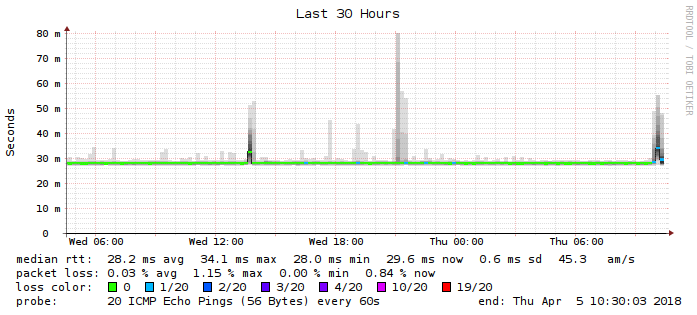 Last 30 Hours
RRDTOOL / TOBI OETIKER
Seconds
80 m
70 m
60 m
50 m
40 m
30 m
20 m
10 m
0
Wed 06:00 Wed 12:00 Wed 18:00 Thu 00:00 Thu 06:00
median rtt: 28.2 ms avg 34.1 ms max 28.0 ms min 29.6 ms now 0.6 ms sd 45.3 am/s
packet loss: 0.03 % avg 1.15 % max 0.00 % min 0.84 % now
loss color: 0 1/20 2/20 3/20 4/20 10/20 19/20
probe: 20 ICMP Echo Pings (56 Bytes) every 60s end: Thu Apr 5 10:30:03 2018